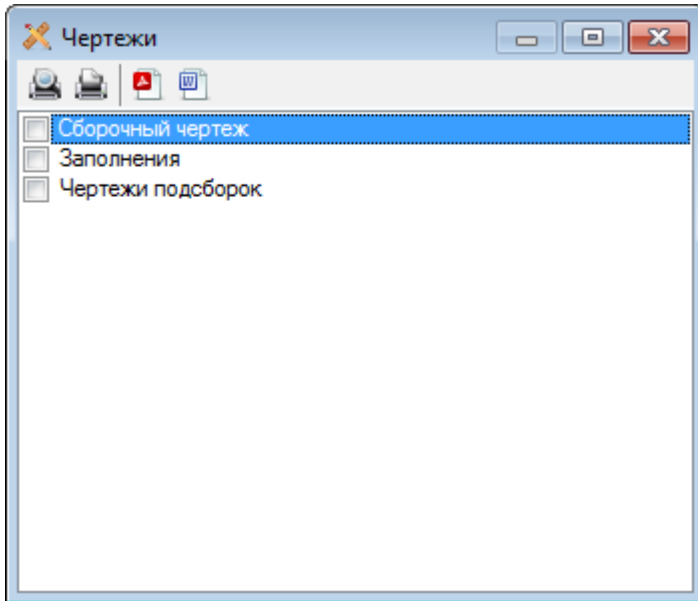 Чертежи
Сборочный чертеж
Заполнения
Чертежи подсборок